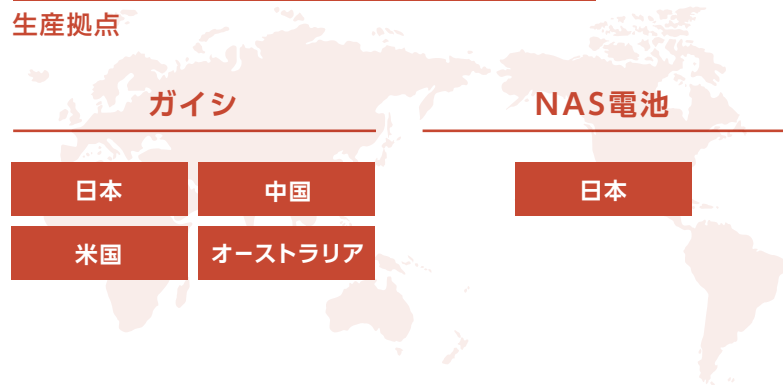 生産拠点
ガイシ
NAS電池
日本
中国
日本
米国
オーストラリア